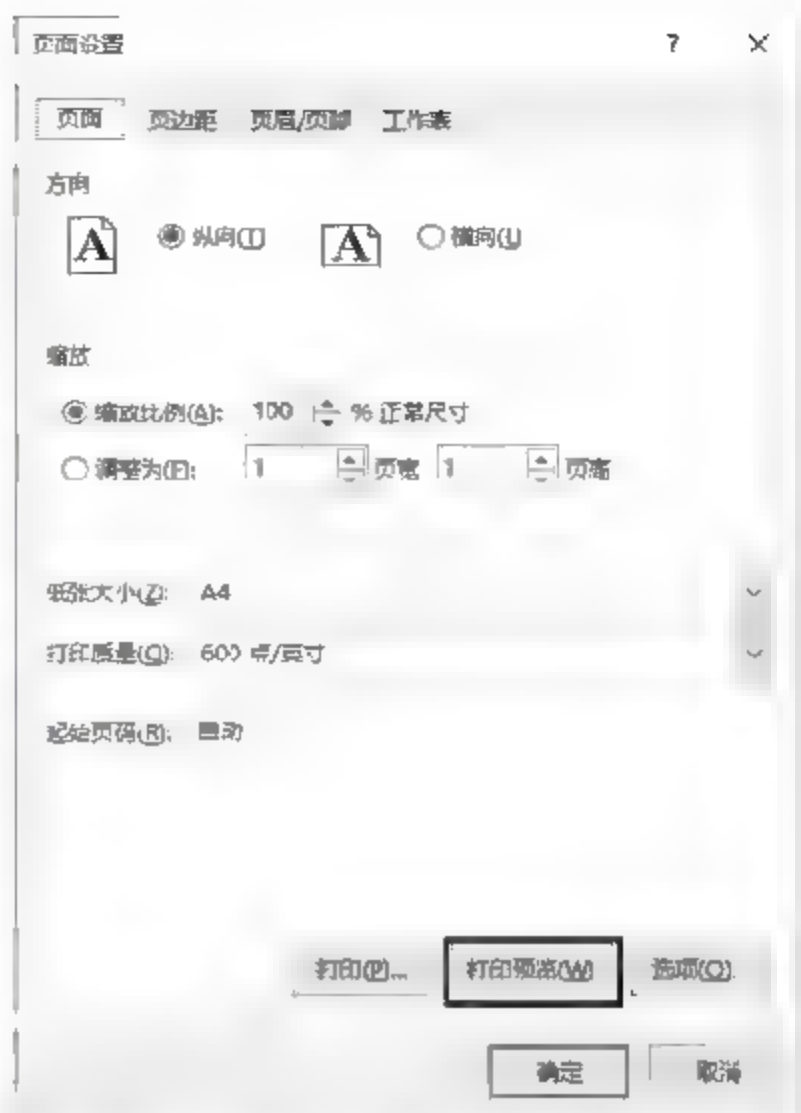 页面设置 ? ×
页面 页边距 页眉/页脚 工作表
方向
A 纵向(T) A 横向(L)
缩放
缩放比例(A): 100 % 正常尺寸
调整为(F): 1 页宽 1 页高
纸张大小(Z): A4
打印质量(Q): 600 点/英寸
起始页码(R): 自动
打印(P)... 打印预览(W) 选项(O)...
确定 取消